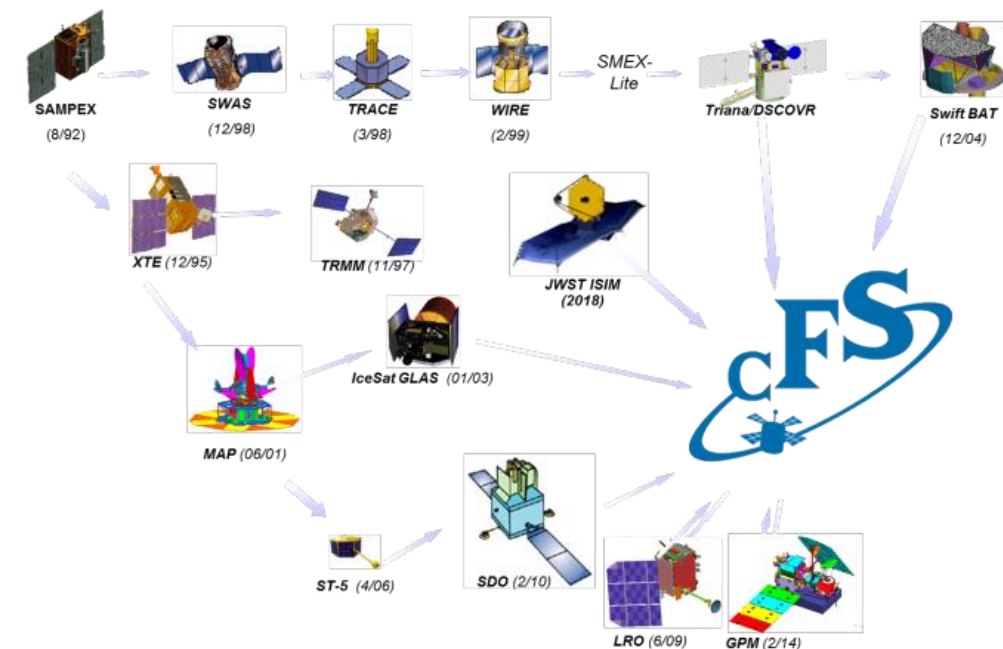 SAMPEX
(8/92)
SWAS
(12/98)
TRACE
(3/98)
WIRE
(2/99)
SMEX-
Lite
Triana/DSCOVR
Swift BAT
(12/04)
XTE (12/95)
TRMM (11/97)
JWST ISIM
(2018)
IceSat GLAS (01/03)
cFS
MAP (06/01)
ST-5 (4/06)
SDO (2/10)
LRO (6/09)
GPM (2/14)